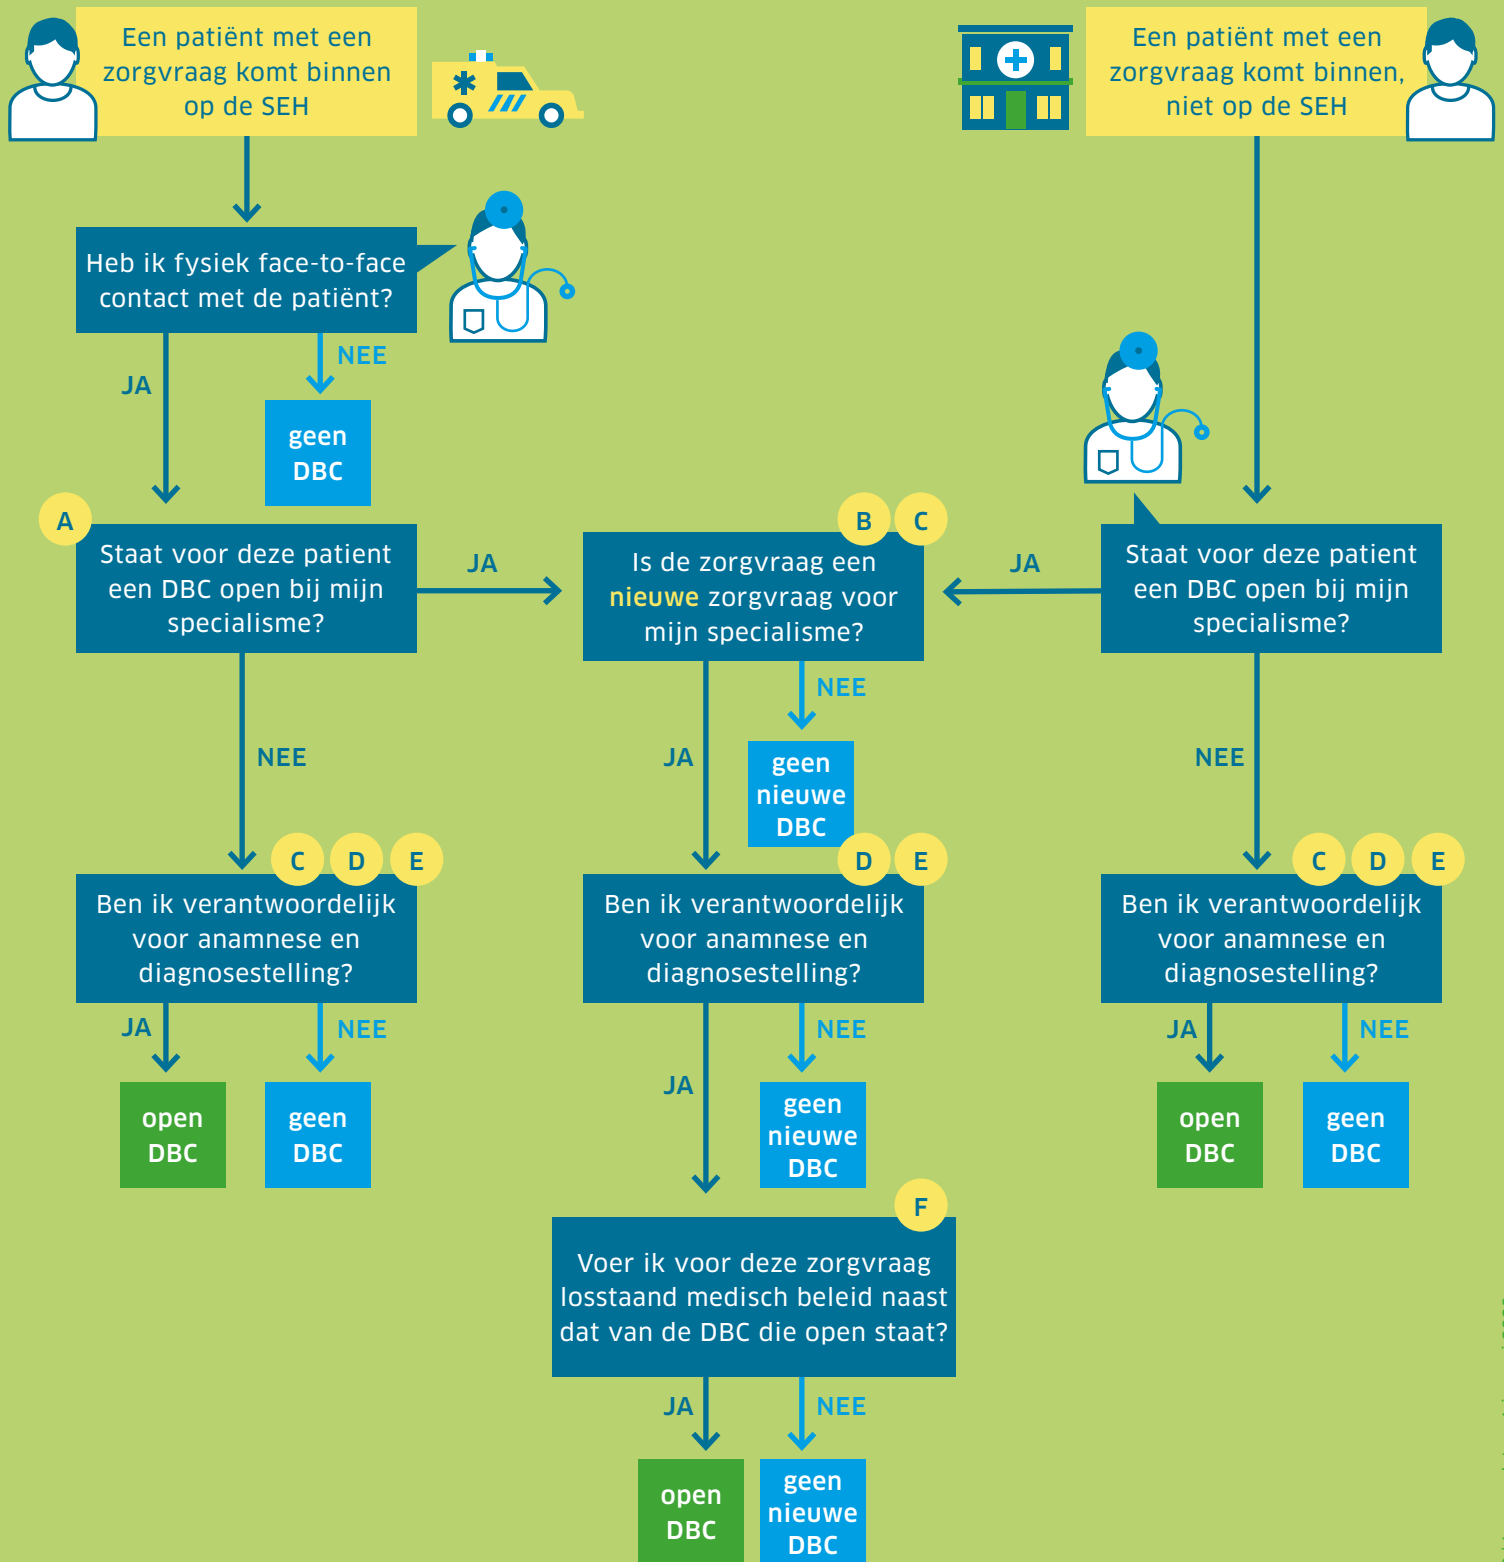 Een patiënt met een
zorgvraag komt binnen
op de SEH
Een patiënt met een
zorgvraag komt binnen,
niet op de SEH
Heb ik fysiek face-to-face
contact met de patiënt?
JA
NEE
geen
DBC
A
Staat voor deze patient
een DBC open bij mijn
specialisme?
JA
B
C
Is de zorgvraag een
nieuwe zorgvraag voor
mijn specialisme?
JA
Staat voor deze patient
een DBC open bij mijn
specialisme?
NEE
JA
NEE
geen
nieuwe
DBC
NEE
C
D
E
Ben ik verantwoordelijk
voor anamnese en
diagnosestelling?
D
E
Ben ik verantwoordelijk
voor anamnese en
diagnosestelling?
C
D
E
Ben ik verantwoordelijk
voor anamnese en
diagnosestelling?
JA
NEE
open
DBC
geen
DBC
JA
NEE
geen
nieuwe
DBC
JA
NEE
open
DBC
geen
DBC
F
Voer ik voor deze zorgvraag
losstaand medisch beleid naast
dat van de DBC die open staat?
JA
NEE
open
DBC
geen
nieuwe
DBC